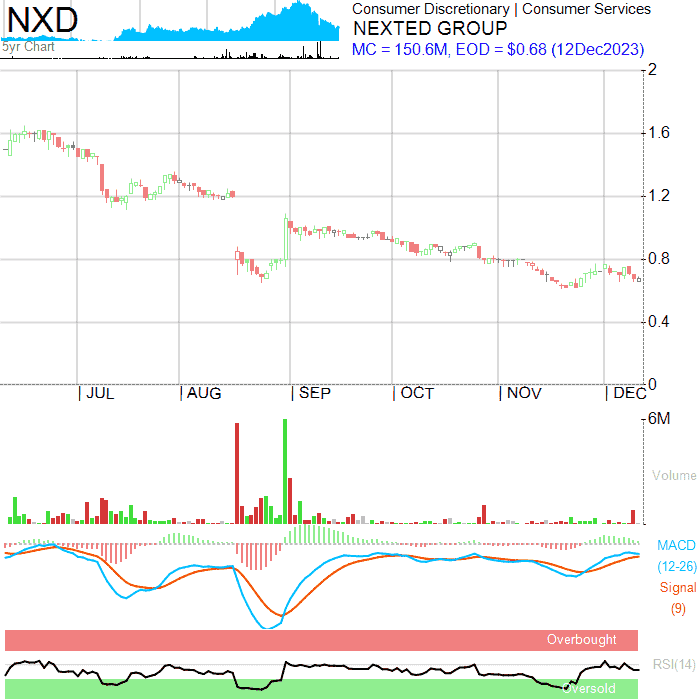 NXD
5yr Chart
Consumer Discretionary | Consumer Services
NEXTED GROUP
MC = 150.6M, EOD = $0.68 (12Dec2023)
2
1.6
1.2
0.8
0.4
0
JUL AUG SEP OCT NOV DEC
6M
Volume
MACD
(12-26)
Signal
(9)
Overbought
RSI(14)
Oversold